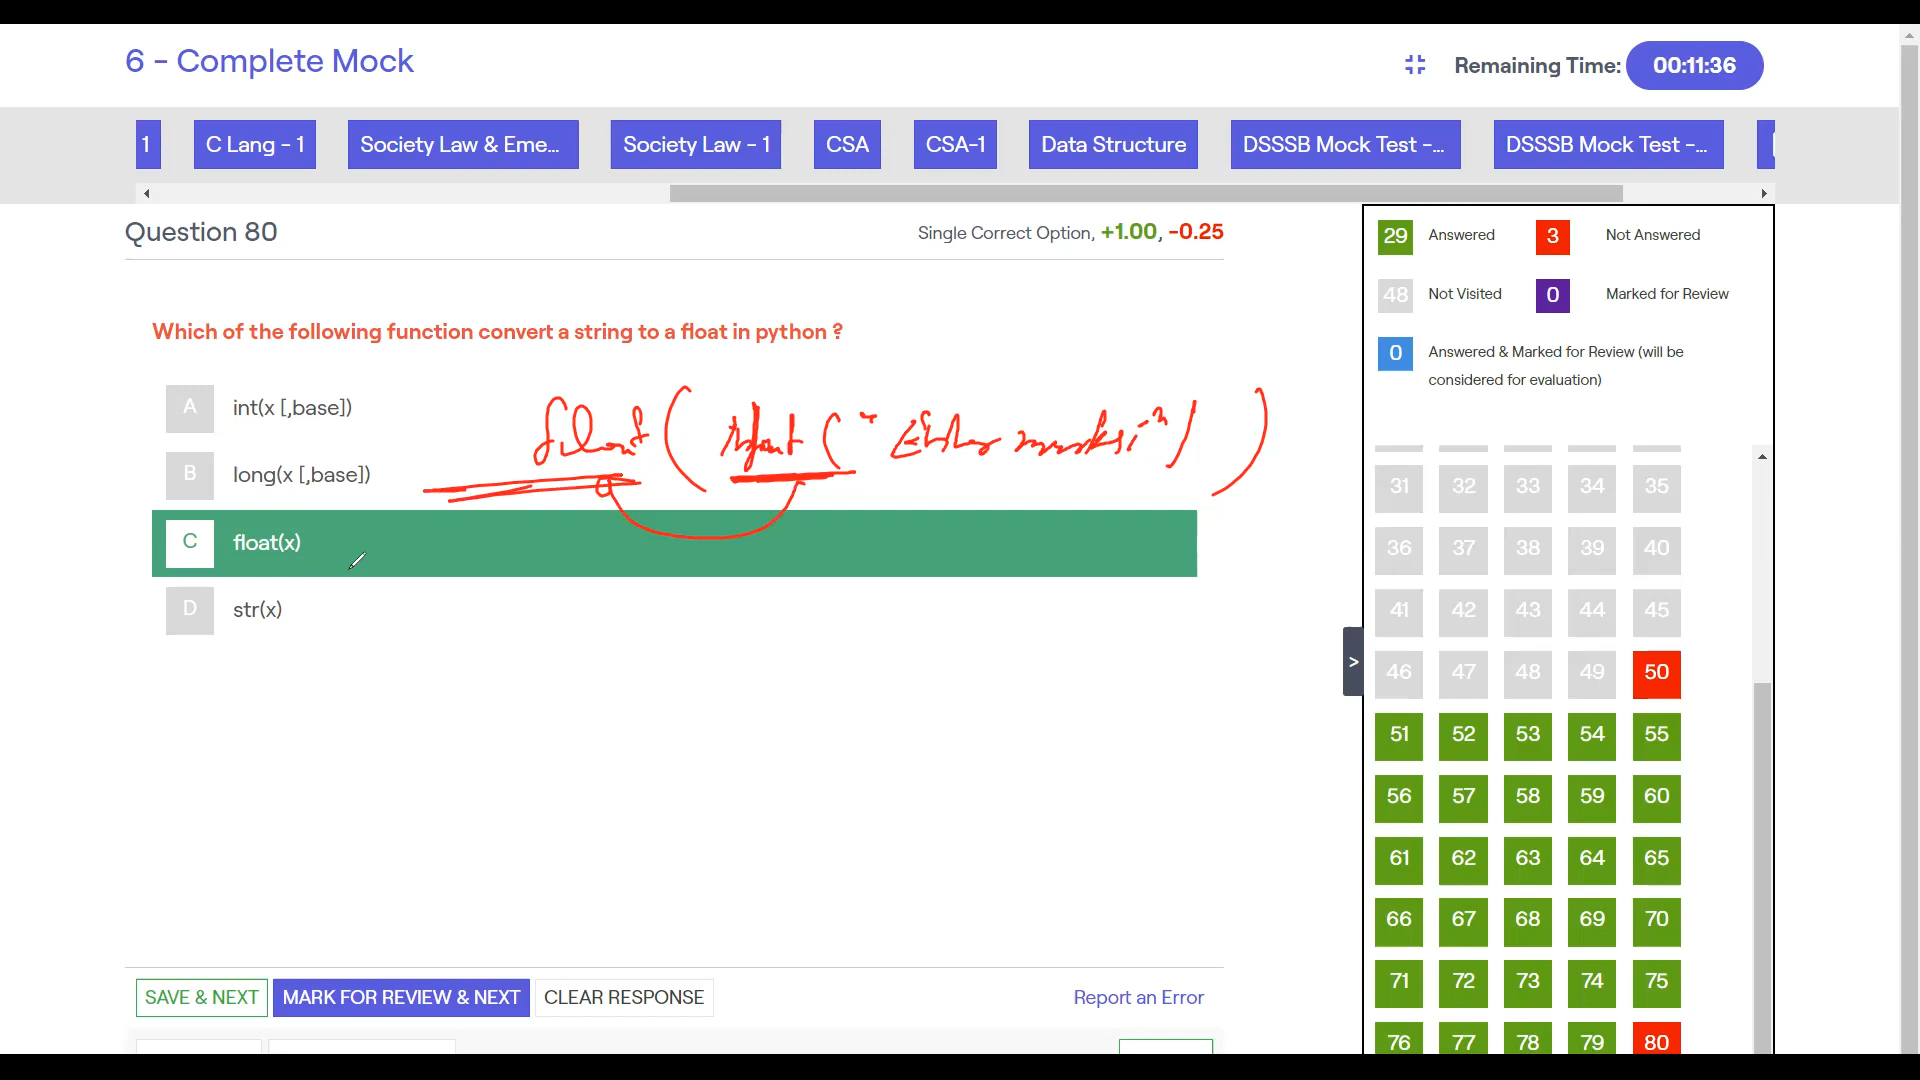 6 - Complete Mock
Remaining Time: 00:11:36
1
C Lang - 1
Society Law & Eme...
Society Law - 1
CSA
CSA-1
Data Structure
DSSSB Mock Test -...
DSSSB Mock Test -...
Question 80
Single Correct Option, +1.00, -0.25
Which of the following function convert a string to a float in python ?
A int(x [,base])
B long(x [,base])
C float(x)
D str(x)
float( ( " marks:-" ) )
29 Answered
3 Not Answered
48 Not Visited
0 Marked for Review
0 Answered & Marked for Review (will be
considered for evaluation)
31 32 33 34 35
36 37 38 39 40
41 42 43 44 45
46 47 48 49 50
51 52 53 54 55
56 57 58 59 60
61 62 63 64 65
66 67 68 69 70
71 72 73 74 75
76 77 78 79 80
>
SAVE & NEXT
MARK FOR REVIEW & NEXT
CLEAR RESPONSE
Report an Error